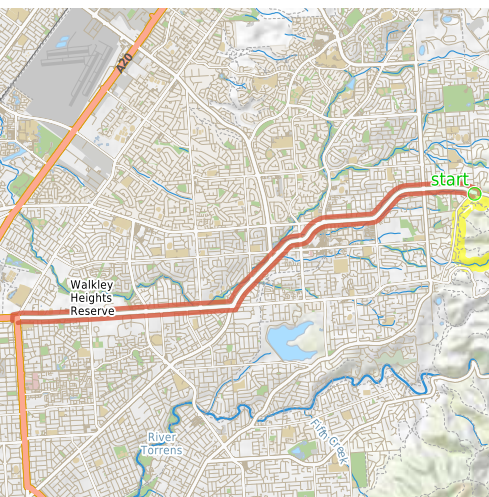 A20
start
Walkley
Heights
Reserve
River
Torrens
Fifth Creek